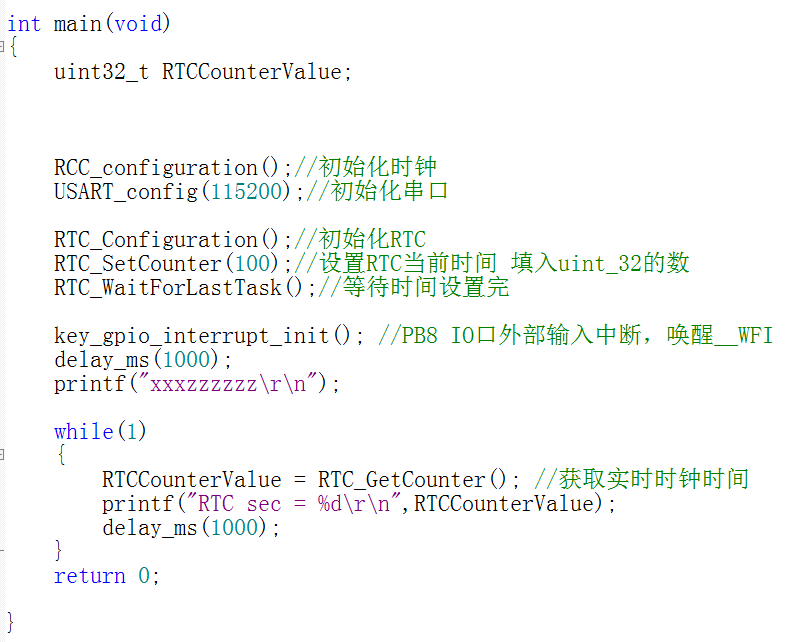 int main(void)
{
    uint32_t RTCCounterValue;
    RCC_configuration();//初始化时钟
    USART_config(115200);//初始化串口
    RTC_Configuration();//初始化RTC
    RTC_SetCounter(100);//设置RTC当前时间 填入uint_32的数
    RTC_WaitForLastTask();//等待时间设置完
    key_gpio_interrupt_init(); //PB8 IO口外部输入中断，唤醒__WFI
    delay_ms(1000);
    printf("xxxzzzzzz\r\n");
    while(1)
    {
        RTCCounterValue = RTC_GetCounter(); //获取实时时钟时间
        printf("RTC sec = %d\r\n",RTCCounterValue);
        delay_ms(1000);
    }
    return 0;
}